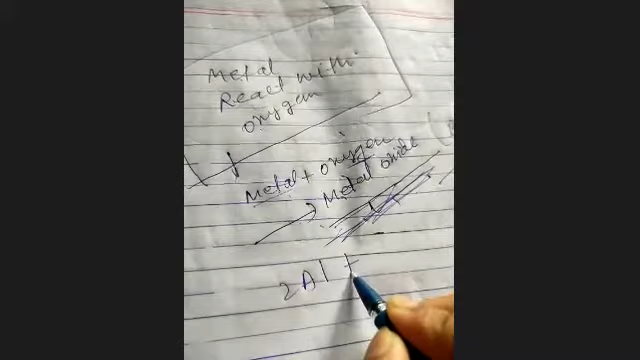 Metal
React with
oxygen
Metal + oxygen
→ Metal oxide
2Al +